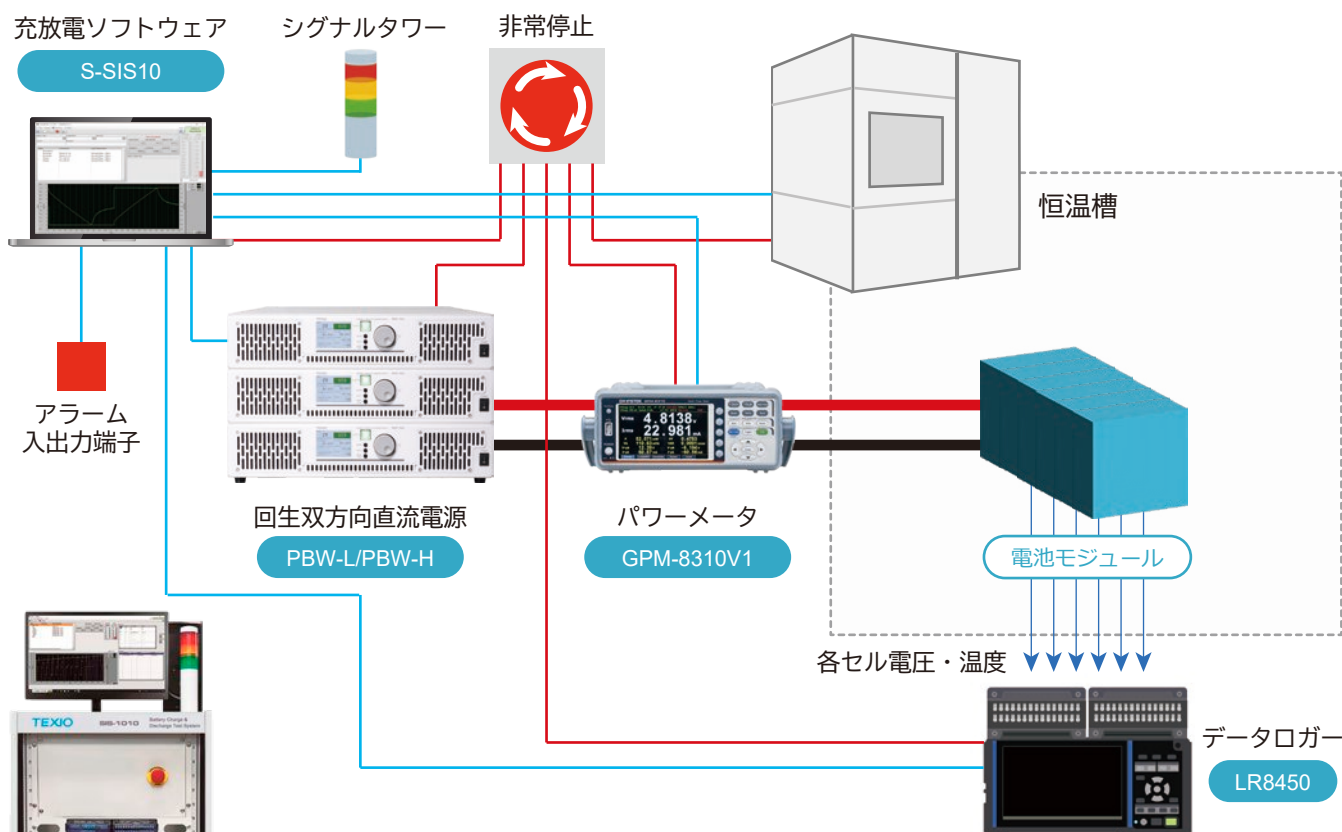 充放電ソフトウェア
S-SIS10
シグナルタワー
非常停止
恒温槽
アラーム
入出力端子
回生双方向直流電源
PBW-L/PBW-H
4.8138
22.981
パワーメータ
GPM-8310V1
電池モジュール
各セル電圧・温度
データロガー
LR8450
TEXIO
SIS-1010
Battery Charge &
Discharge Test System